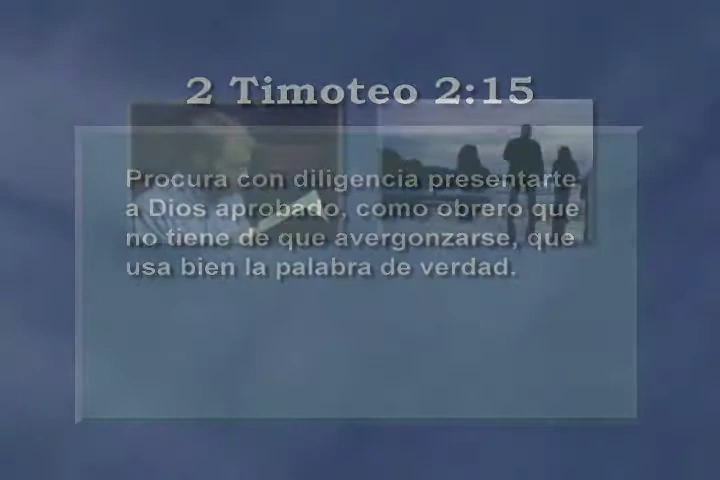 2 Timoteo 2:15
Procura con diligencia presentarte
a Dios aprobado, como obrero que
no tiene de que avergonzarse, que
usa bien la palabra de verdad.